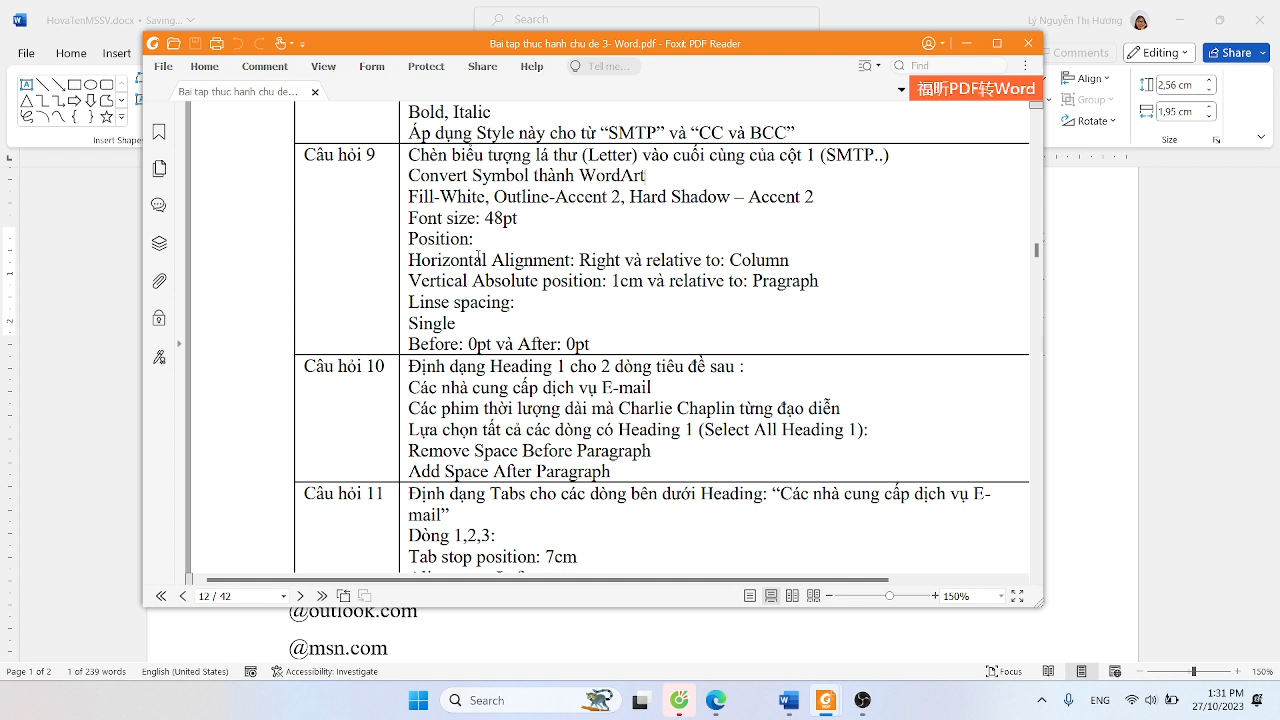 HovaTenMSSV.docx • Saving...
Search
Lý Nguyễn Thị Hương
File Home Insert
Comments
Editing
Share
Bai tap thuc hanh chu de 3- Word.pdf - Foxit PDF Reader
File Home Comment View Form Protect Share Help
Tell me...
Find
Bai tap thuc hanh chu
福昕PDF转Word
Align
Group
Rotate
2,56 cm
1,95 cm
Insert Shape
Size
Bold, Italic
Áp dụng Style này cho từ “SMTP” và “CC và BCC”
Câu hỏi 9
Chèn biểu tượng lá thư (Letter) vào cuối cùng của cột 1 (SMTP..)
Convert Symbol thành WordArt
Fill-White, Outline-Accent 2, Hard Shadow – Accent 2
Font size: 48pt
Position:
Horizontal Alignment: Right và relative to: Column
Vertical Absolute position: 1cm và relative to: Pragraph
Linse spacing:
Single
Before: 0pt và After: 0pt
Câu hỏi 10
Định dạng Heading 1 cho 2 dòng tiêu đề sau :
Các nhà cung cấp dịch vụ E-mail
Các phim thời lượng dài mà Charlie Chaplin từng đạo diễn
Lựa chọn tất cả các dòng có Heading 1 (Select All Heading 1):
Remove Space Before Paragraph
Add Space After Paragraph
Câu hỏi 11
Định dạng Tabs cho các dòng bên dưới Heading: “Các nhà cung cấp dịch vụ E-
mail”
Dòng 1,2,3:
Tab stop position: 7cm
12 / 42
150%
@outlook.com
@msn.com
Page 1 of 2
1 of 239 words
English (United States)
Accessibility: Investigate
Focus
150%
Search
ENG
1:31 PM
27/10/2023